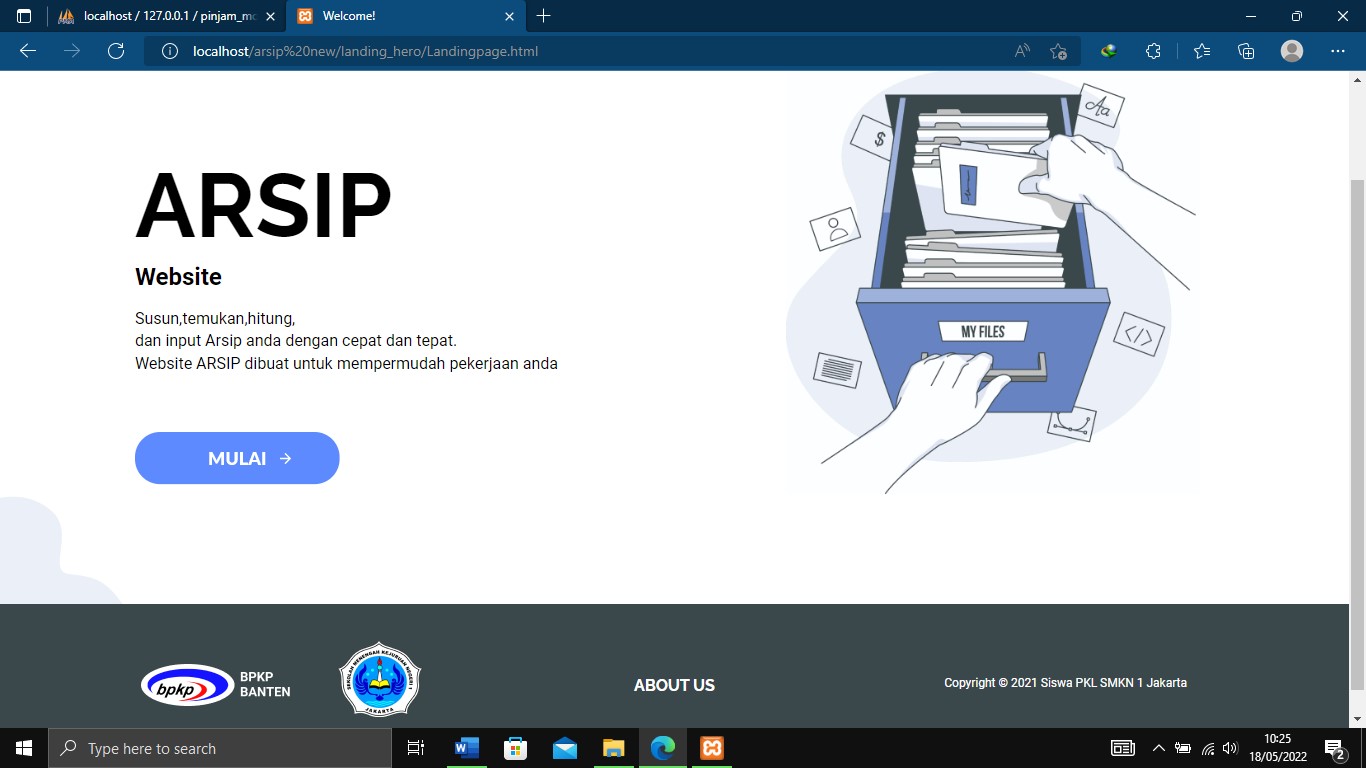 localhost / 127.0.0.1 / pinjam_mo
Welcome!
localhost/arsip%20new/landing_hero/Landingpage.html
ARSIP
Website
Susun,temukan,hitung,
dan input Arsip anda dengan cepat dan tepat.
Website ARSIP dibuat untuk mempermudah pekerjaan anda
MULAI →
Aa
$
MY FILES
</>
bpkp
BPKP
BANTEN
SEKOLAH MENENGAH KEJURUAN NEGERI 1
JAKARTA
ABOUT US
Copyright © 2021 Siswa PKL SMKN 1 Jakarta
Type here to search
10:25
18/05/2022
2